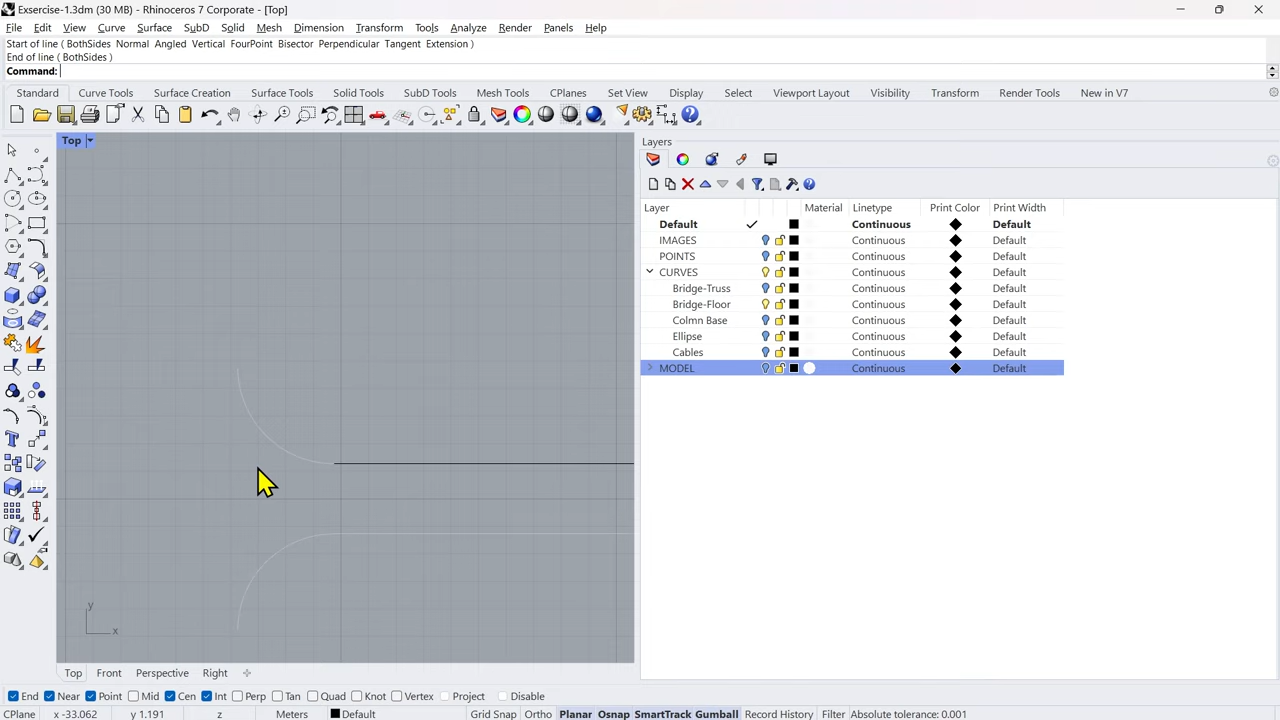 Exsercise-1.3dm (30 MB) - Rhinoceros 7 Corporate - [Top]
File Edit View Curve Surface SubD Solid Mesh Dimension Transform Tools Analyze Render Panels Help
Start of line ( BothSides Normal Angled Vertical FourPoint Bisector Perpendicular Tangent Extension )
End of line ( BothSides )
Command:
Standard Curve Tools Surface Creation Surface Tools Solid Tools SubD Tools Mesh Tools CPlanes Set View Display Select Viewport Layout Visibility Transform Render Tools New in V7
Top
Layers
Layer Material Linetype Print Color Print Width
Default Continuous Default
IMAGES Continuous Default
POINTS Continuous Default
CURVES Continuous Default
Bridge-Truss Continuous Default
Bridge-Floor Continuous Default
Colmn Base Continuous Default
Ellipse Continuous Default
Cables Continuous Default
MODEL Continuous Default
y
x
Top Front Perspective Right
End Near Point Mid Cen Int Perp Tan Quad Knot Vertex Project Disable
CPlane x -33.062 y 1.191 z Meters Default Grid Snap Ortho Planar Osnap SmartTrack Gumball Record History Filter Absolute tolerance: 0.001